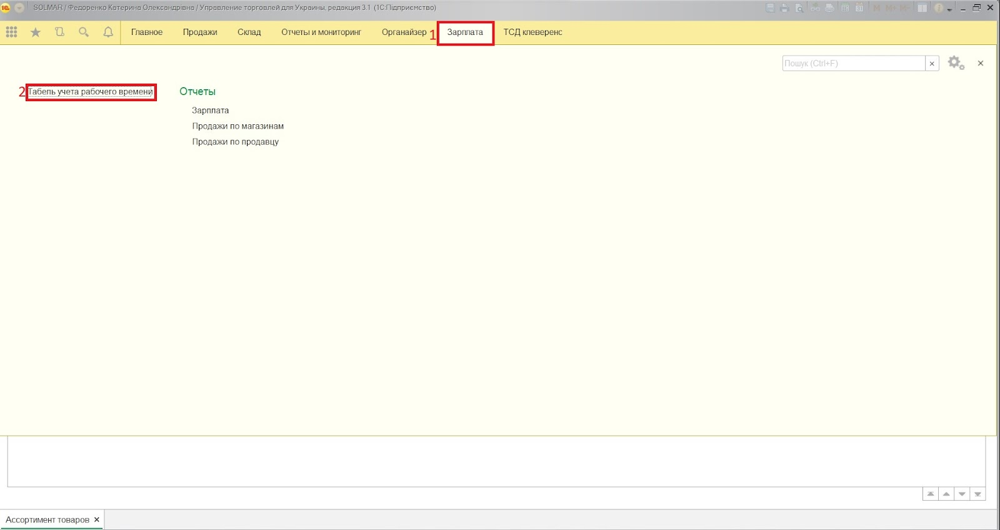 SOLMAR / Федоренко Катерина Олександрівна / Управление торговлей для Украины, редакция 3.1 (1С:Підприємство)
M M+ M-
Главное Продажи Склад Отчеты и мониторинг Органайзер 1 Зарплата ТСД клеверенс
Пошук (Ctrl+F)
2 Табель учета рабочего времени
Отчеты
Зарплата
Продажи по магазинам
Продажи по продавцу
Ассортимент товаров